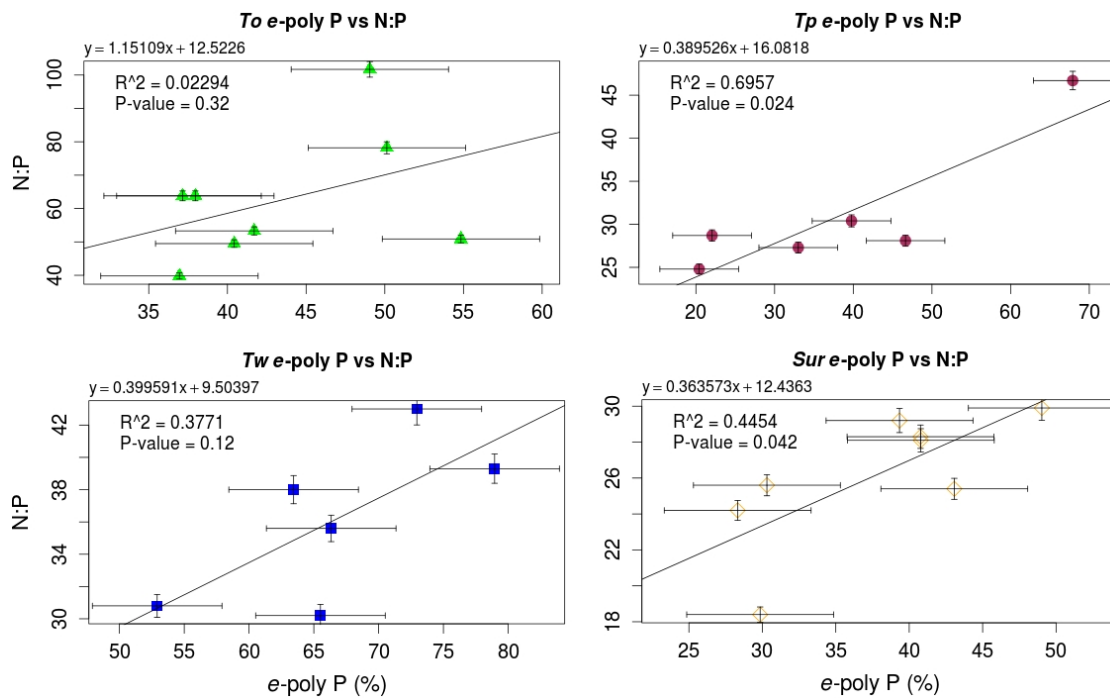 To e-poly P vs N:P
y = 1.15109x + 12.5226
R^2 = 0.02294
P-value = 0.32
N:P
100
80
60
40
35 40 45 50 55 60
Tp e-poly P vs N:P
y = 0.389526x + 16.0818
R^2 = 0.6957
P-value = 0.024
45
40
35
30
25
20 30 40 50 60 70
Tw e-poly P vs N:P
y = 0.399591x + 9.50397
R^2 = 0.3771
P-value = 0.12
N:P
42
38
34
30
50 55 60 65 70 75 80
e-poly P (%)
Sur e-poly P vs N:P
y = 0.363573x + 12.4363
R^2 = 0.4454
P-value = 0.042
30
26
22
18
25 30 35 40 45 50
e-poly P (%)